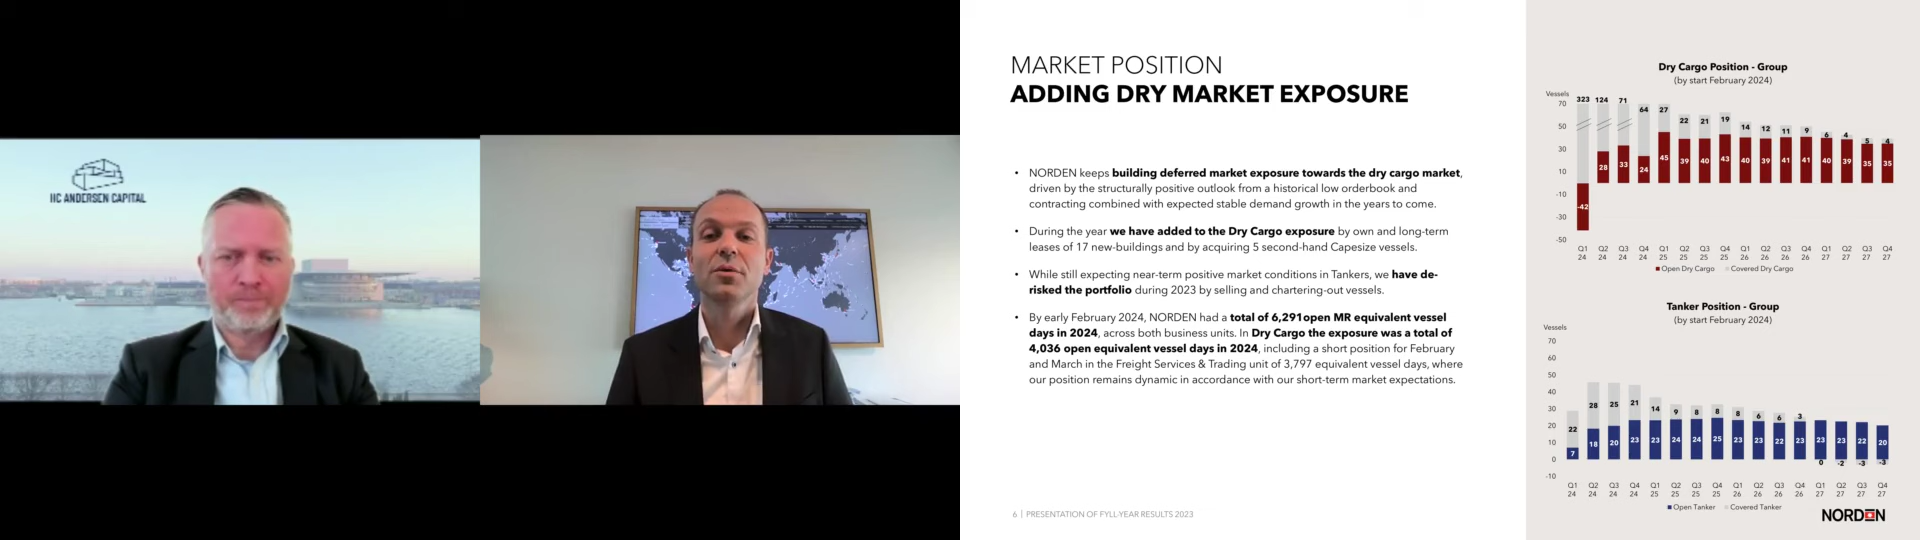 HC ANDERSEN CAPITAL
MARKET POSITION
ADDING DRY MARKET EXPOSURE
• NORDEN keeps building deferred market exposure towards the dry cargo market,
driven by the structurally positive outlook from a historical low orderbook and
contracting combined with expected stable demand growth in the years to come.
• During the year we have added to the Dry Cargo exposure by own and long-term
leases of 17 new-buildings and by acquiring 5 second-hand Capesize vessels.
• While still expecting near-term positive market conditions in Tankers, we have de-
risked the portfolio during 2023 by selling and chartering-out vessels.
• By early February 2024, NORDEN had a total of 6,291open MR equivalent vessel
days in 2024, across both business units. In Dry Cargo the exposure was a total of
4,036 open equivalent vessel days in 2024, including a short position for February
and March in the Freight Services & Trading unit of 3,797 equivalent vessel days, where
our position remains dynamic in accordance with our short-term market expectations.
6 | PRESENTATION OF FYLL-YEAR RESULTS 2023
Dry Cargo Position - Group
(by start February 2024)
Vessels
70
50
30
10
-10
-30
-50
323 124 71 64 27 22 21 19 14 12 11 9 6 4 5 4
-42 28 33 24 45 39 40 43 40 39 41 41 40 39 35 35
Q1 Q2 Q3 Q4 Q1 Q2 Q3 Q4 Q1 Q2 Q3 Q4 Q1 Q2 Q3 Q4
24 24 24 24 25 25 25 25 26 26 26 26 27 27 27 27
Open Dry Cargo Covered Dry Cargo
Tanker Position - Group
(by start February 2024)
Vessels
70
60
50
40
30
20
10
0
-10
22 28 25 21 14 9 8 8 8 6 6 3 0 -2 -3 -3
7 18 20 23 23 24 24 25 23 23 22 23 23 23 22 20
Q1 Q2 Q3 Q4 Q1 Q2 Q3 Q4 Q1 Q2 Q3 Q4 Q1 Q2 Q3 Q4
24 24 24 24 25 25 25 25 26 26 26 26 27 27 27 27
Open Tanker Covered Tanker
NORDEN